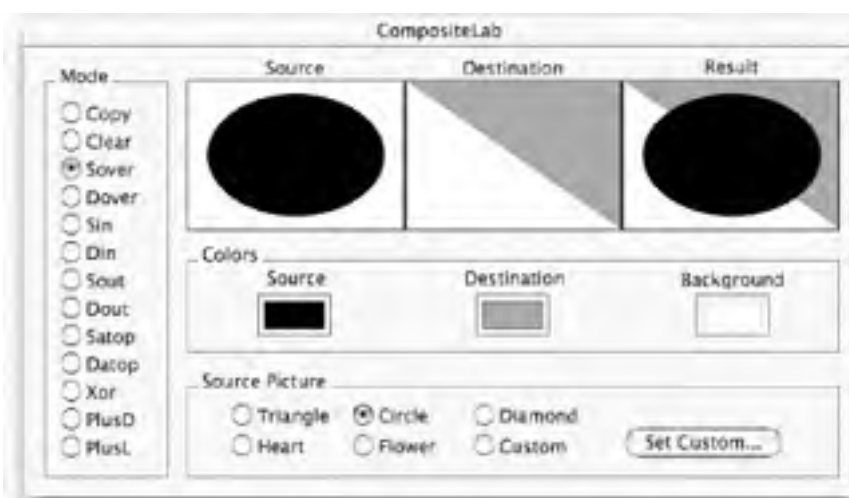 CompositeLab
Mode
Copy
Clear
Sover
Dover
Sin
Din
Sout
Dout
Satop
Datop
Xor
PlusD
PlusL
Source Destination Result
Colors
Source Destination Background
Source Picture
Triangle Circle Diamond
Heart Flower Custom Set Custom...